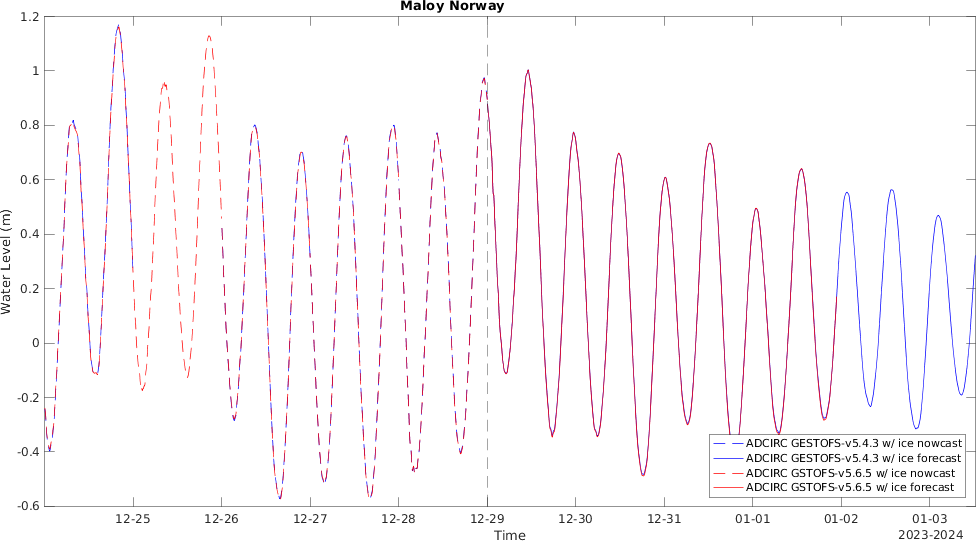 Maloy Norway
1.2
1
0.8
0.6
0.4
0.2
0
-0.2
-0.4
-0.6
Water Level (m)
ADCIRC GESTOFS-v5.4.3 w/ ice nowcast
ADCIRC GESTOFS-v5.4.3 w/ ice forecast
ADCIRC GSTOFS-v5.6.5 w/ ice nowcast
ADCIRC GSTOFS-v5.6.5 w/ ice forecast
12-25 12-26 12-27 12-28 12-29 12-30 12-31 01-01 01-02 01-03
Time
2023-2024